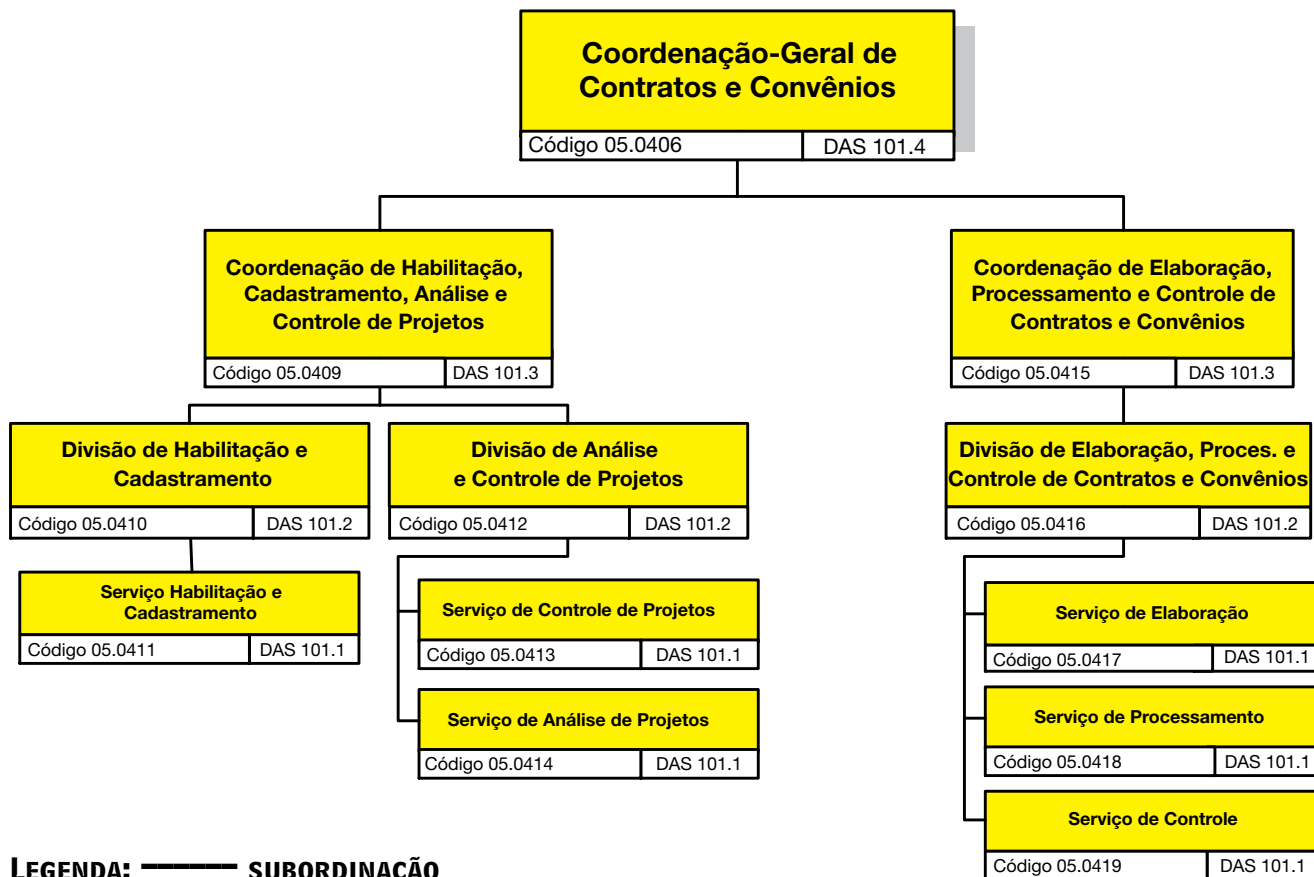 Coordenação-Geral de
Contratos e Convênios
Código 05.0406 DAS 101.4
Coordenação de Habilitação,
Cadastramento, Análise e
Controle de Projetos
Código 05.0409 DAS 101.3
Coordenação de Elaboração,
Processamento e Controle de
Contratos e Convênios
Código 05.0415 DAS 101.3
Divisão de Habilitação e
Cadastramento
Código 05.0410 DAS 101.2
Divisão de Análise
e Controle de Projetos
Código 05.0412 DAS 101.2
Divisão de Elaboração, Proces. e
Controle de Contratos e Convênios
Código 05.0416 DAS 101.2
Serviço Habilitação e
Cadastramento
Código 05.0411 DAS 101.1
Serviço de Controle de Projetos
Código 05.0413 DAS 101.1
Serviço de Análise de Projetos
Código 05.0414 DAS 101.1
Serviço de Elaboração
Código 05.0417 DAS 101.1
Serviço de Processamento
Código 05.0418 DAS 101.1
Serviço de Controle
Código 05.0419 DAS 101.1
LEGENDA: SUBORDINAÇÃO